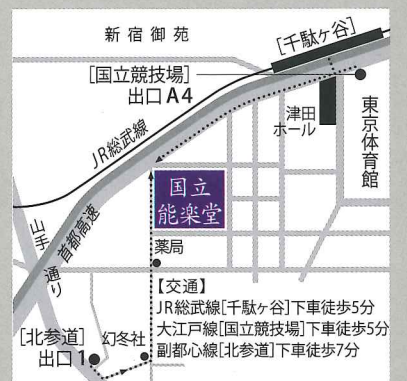 新宿御苑
[千駄ヶ谷]
[国立競技場]
出口A4
津田
ホール
東京体育館
JR総武線
首都高速
山手通り
国立
能楽堂
薬局
【交通】
JR総武線[千駄ヶ谷]下車徒歩5分
大江戸線[国立競技場]下車徒歩5分
副都心線[北参道]下車徒歩7分
[北参道]
出口1
幻冬社